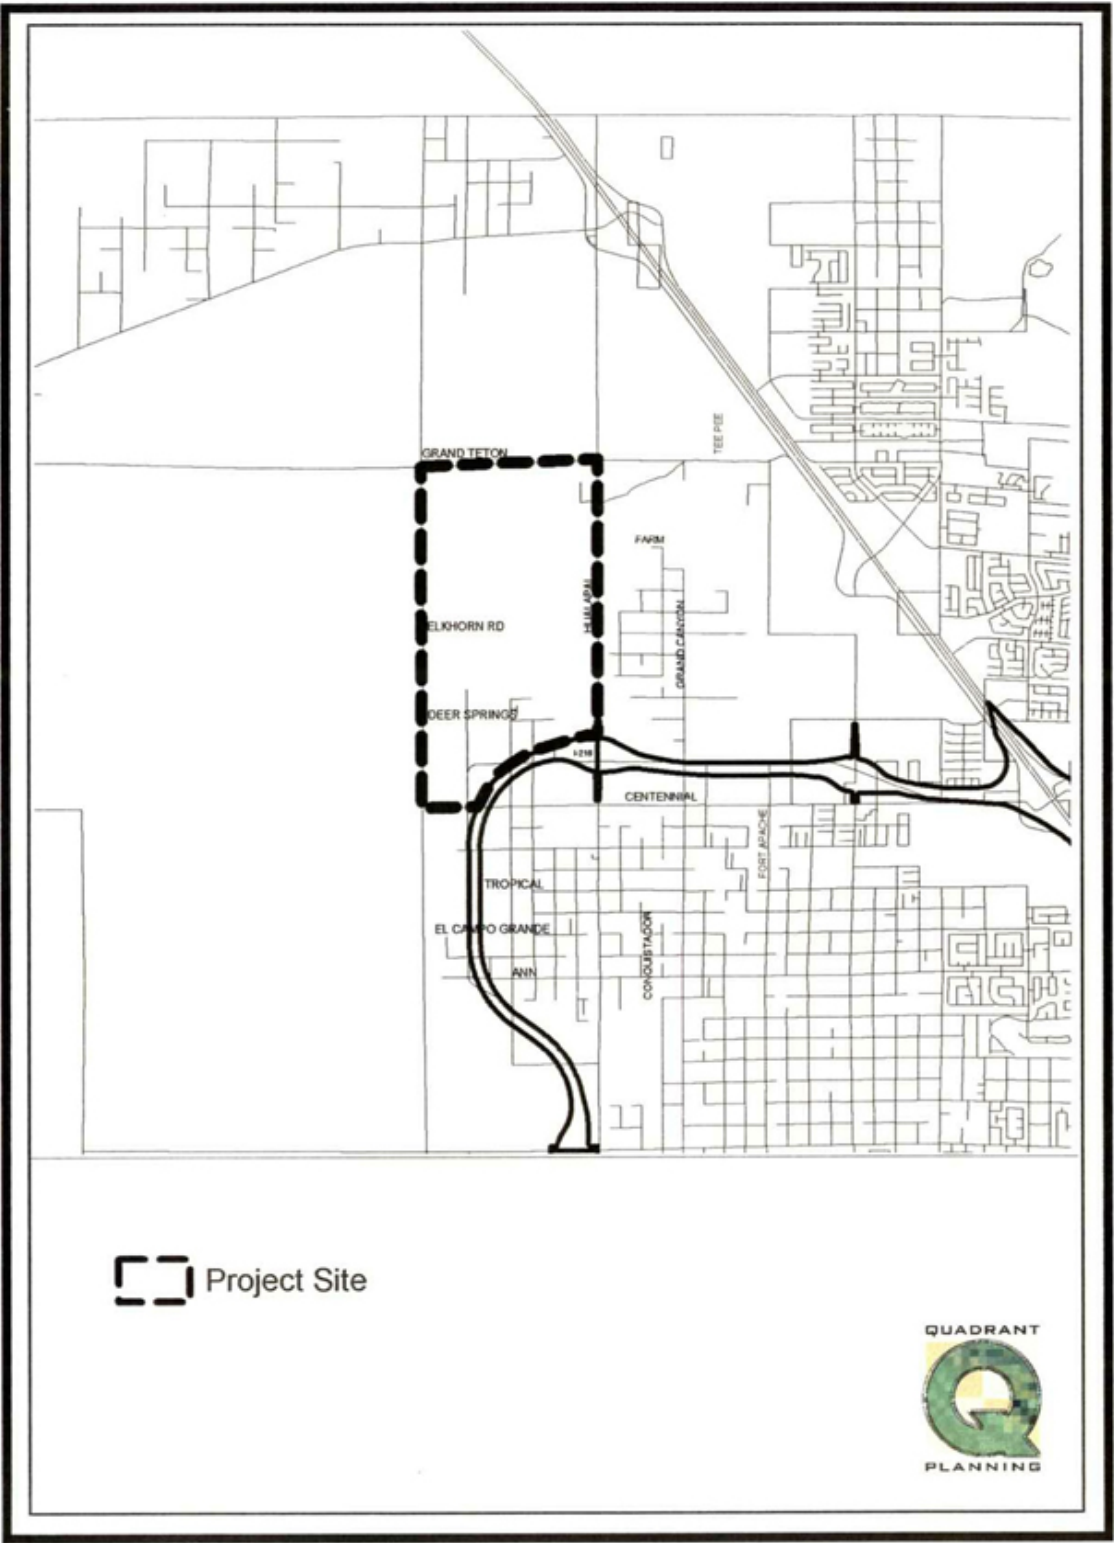 GRAND TETON
TEE PEE
FARM
HUALAPAI
ELKHORN RD
GRAND CANYON
DEER SPRINGS
I-215
CENTENNIAL
FORT APACHE
TROPICAL
EL CAMPO GRANDE
CONQUISTADOR
ANN
Project Site
QUADRANT
PLANNING